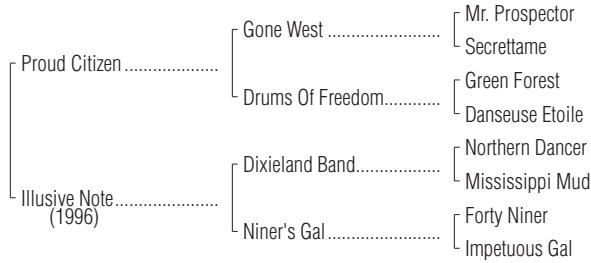 Mr. Prospector
Gone West
Secrettame
Proud Citizen
Green Forest
Drums Of Freedom
Danseuse Etoile
Northern Dancer
Dixieland Band
Mississippi Mud
Illusive Note
(1996)
Forty Niner
Niner's Gal
Impetuous Gal